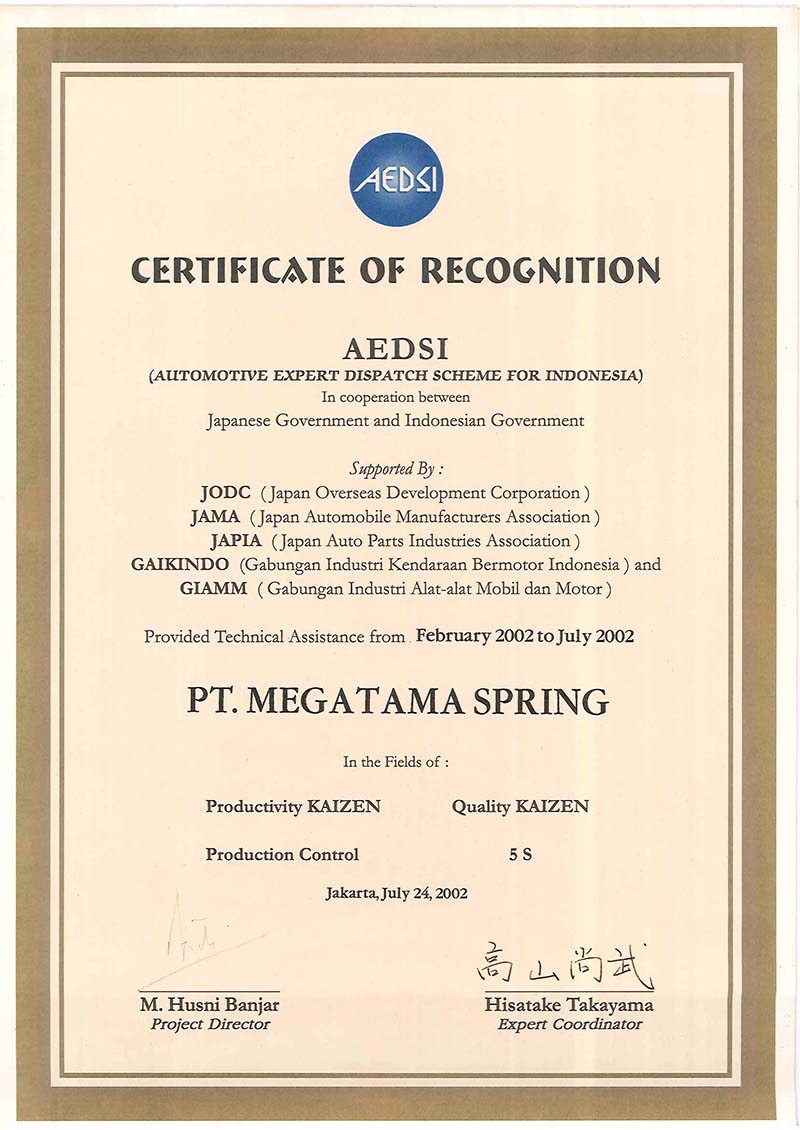 AEDSI
CERTIFICATE OF RECOGNITION
AEDSI
(AUTOMOTIVE EXPERT DISPATCH SCHEME FOR INDONESIA)
In cooperation between
Japanese Government and Indonesian Government
Supported By :
JODC ( Japan Overseas Development Corporation )
JAMA ( Japan Automobile Manufacturers Association )
JAPIA ( Japan Auto Parts Industries Association )
GAIKINDO (Gabungan Industri Kendaraan Bermotor Indonesia ) and
GIAMM ( Gabungan Industri Alat-alat Mobil dan Motor )
Provided Technical Assistance from February 2002 to July 2002
PT. MEGATAMA SPRING
In the Fields of :
Productivity KAIZEN Quality KAIZEN
Production Control 5 S
Jakarta, July 24, 2002
高山尚武
M. Husni Banjar Hisatake Takayama
Project Director Expert Coordinator